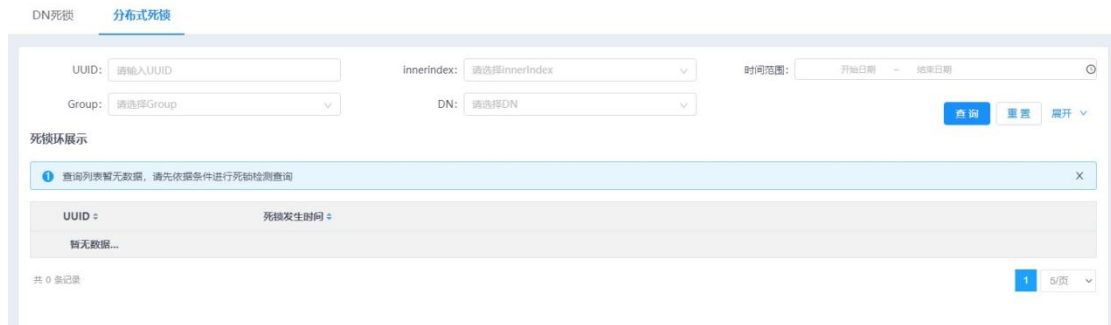 DN死锁 分布式死锁
UUID: 请输入UUID innerindex: 请选择innerIndex 时间范围: 开始日期 ~ 结束日期
Group: 请选择Group DN: 请选择DN 查询 重置 展开
死锁环展示
查询列表暂无数据，请先依据条件进行死锁检测查询 X
UUID 死锁发生时间
暂无数据...
共 0 条记录 1 5/页